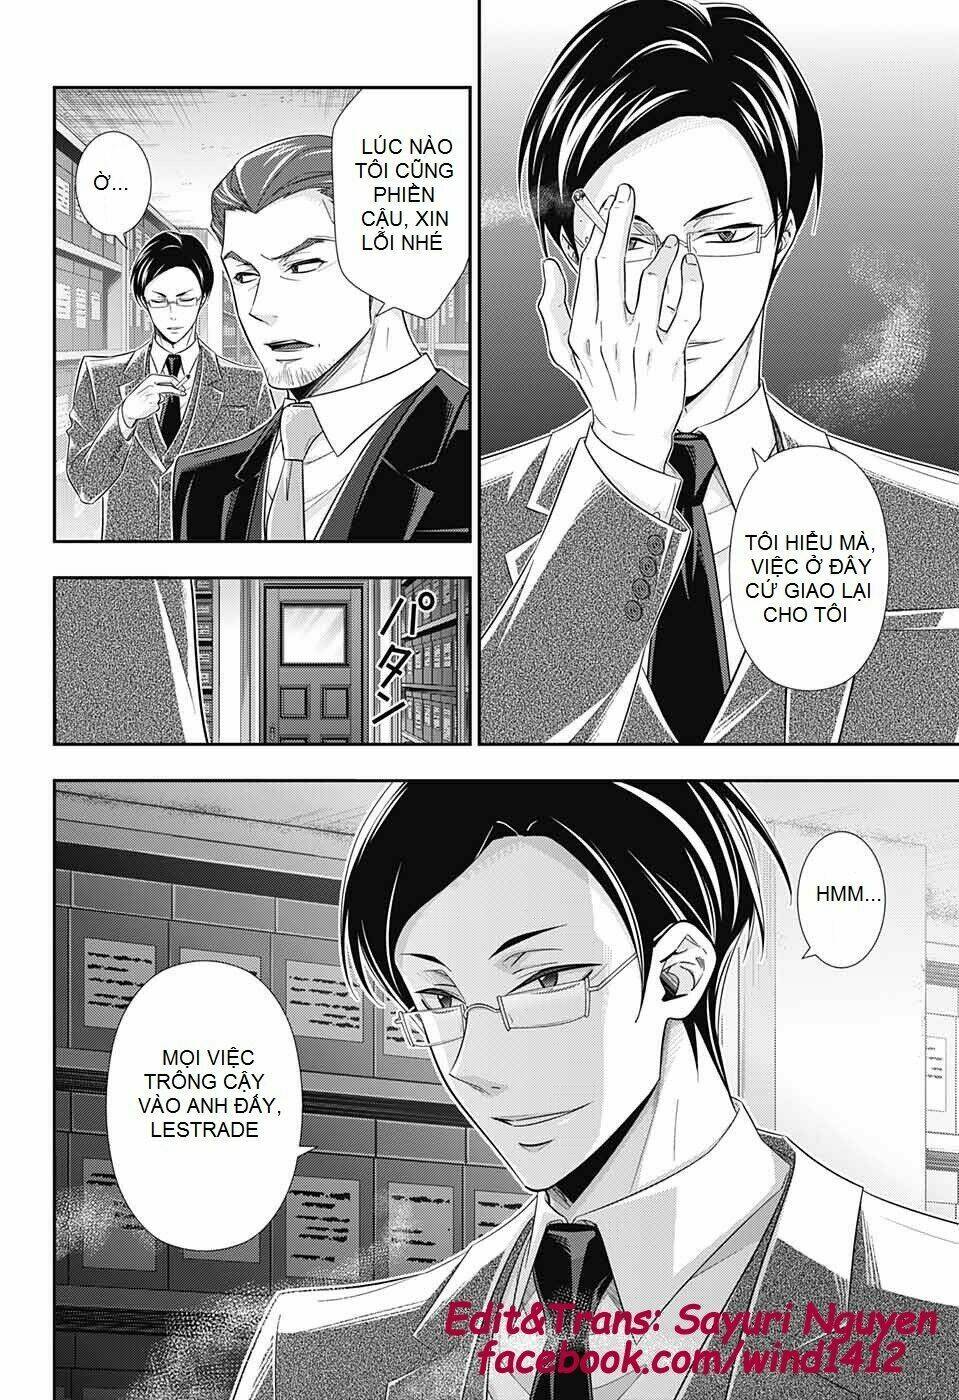 TÔI HIỂU MÀ,
VIỆC Ở ĐÂY
CỨ GIAO LẠI
CHO TÔI
LÚC NÀO
TÔI CŨNG
PHIỀN
CẬU, XIN
LỖI NHÉ
Ờ...
パタン
HMM...
MỌI VIỆC
TRÔNG CẬY
VÀO ANH ĐẤY,
LESTRADE
Edit&Trans: Sayuri Nguyen
facebook.com/wind1412